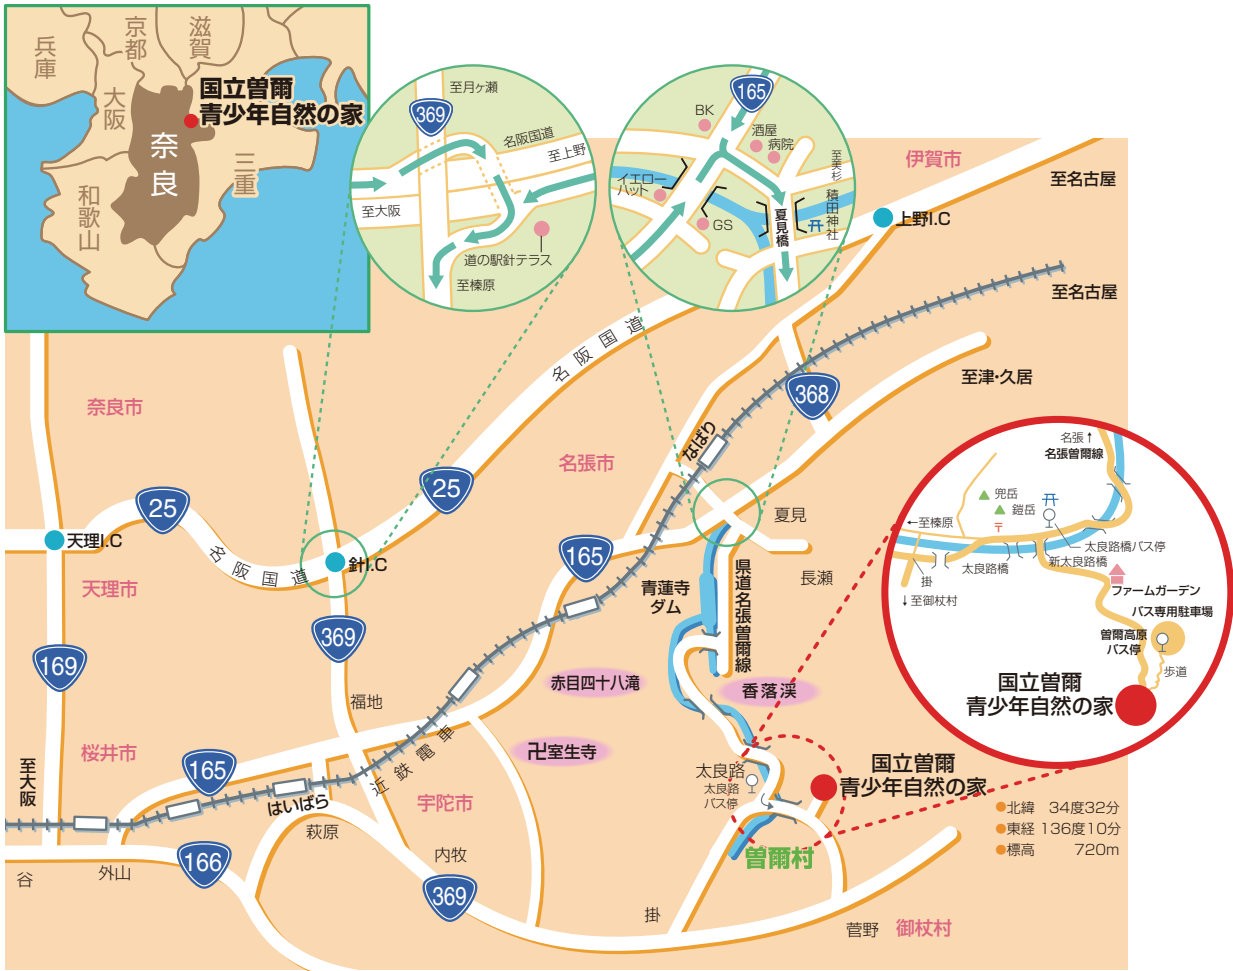 兵庫
京都
滋賀
大阪
奈良
三重
和歌山
国立曽爾
青少年自然の家
至月ヶ瀬
369
名阪国道
至上野
至大阪
道の駅針テラス
至榛原
165
BK
酒屋
病院
至美杉
イエロー
ハット
GS
夏見橋
積田神社
伊賀市
至名古屋
上野I.C
至名古屋
至津・久居
368
名阪国道
奈良市
名張市
なばり
25
25
天理I.C
名阪国道
針I.C
天理市
165
夏見
長瀬
青蓮寺
ダム
県道名張曽爾線
369
169
赤目四十八滝
香落渓
福地
卍室生寺
桜井市
至大阪
165
近鉄電車
はいばら
宇陀市
萩原
内牧
166
谷
外山
369
太良路
太良路
バス停
国立曽爾
青少年自然の家
曽爾村
掛
菅野
御杖村
名張↑
名張曽爾線
兜岳
鎧岳
〒
←至榛原
太良路橋バス停
新太良路橋
太良路橋
掛
↓至御杖村
ファームガーデン
バス専用駐車場
曽爾高原
バス停
歩道
国立曽爾
青少年自然の家
●北緯 34度32分
●東経 136度10分
●標高 720m